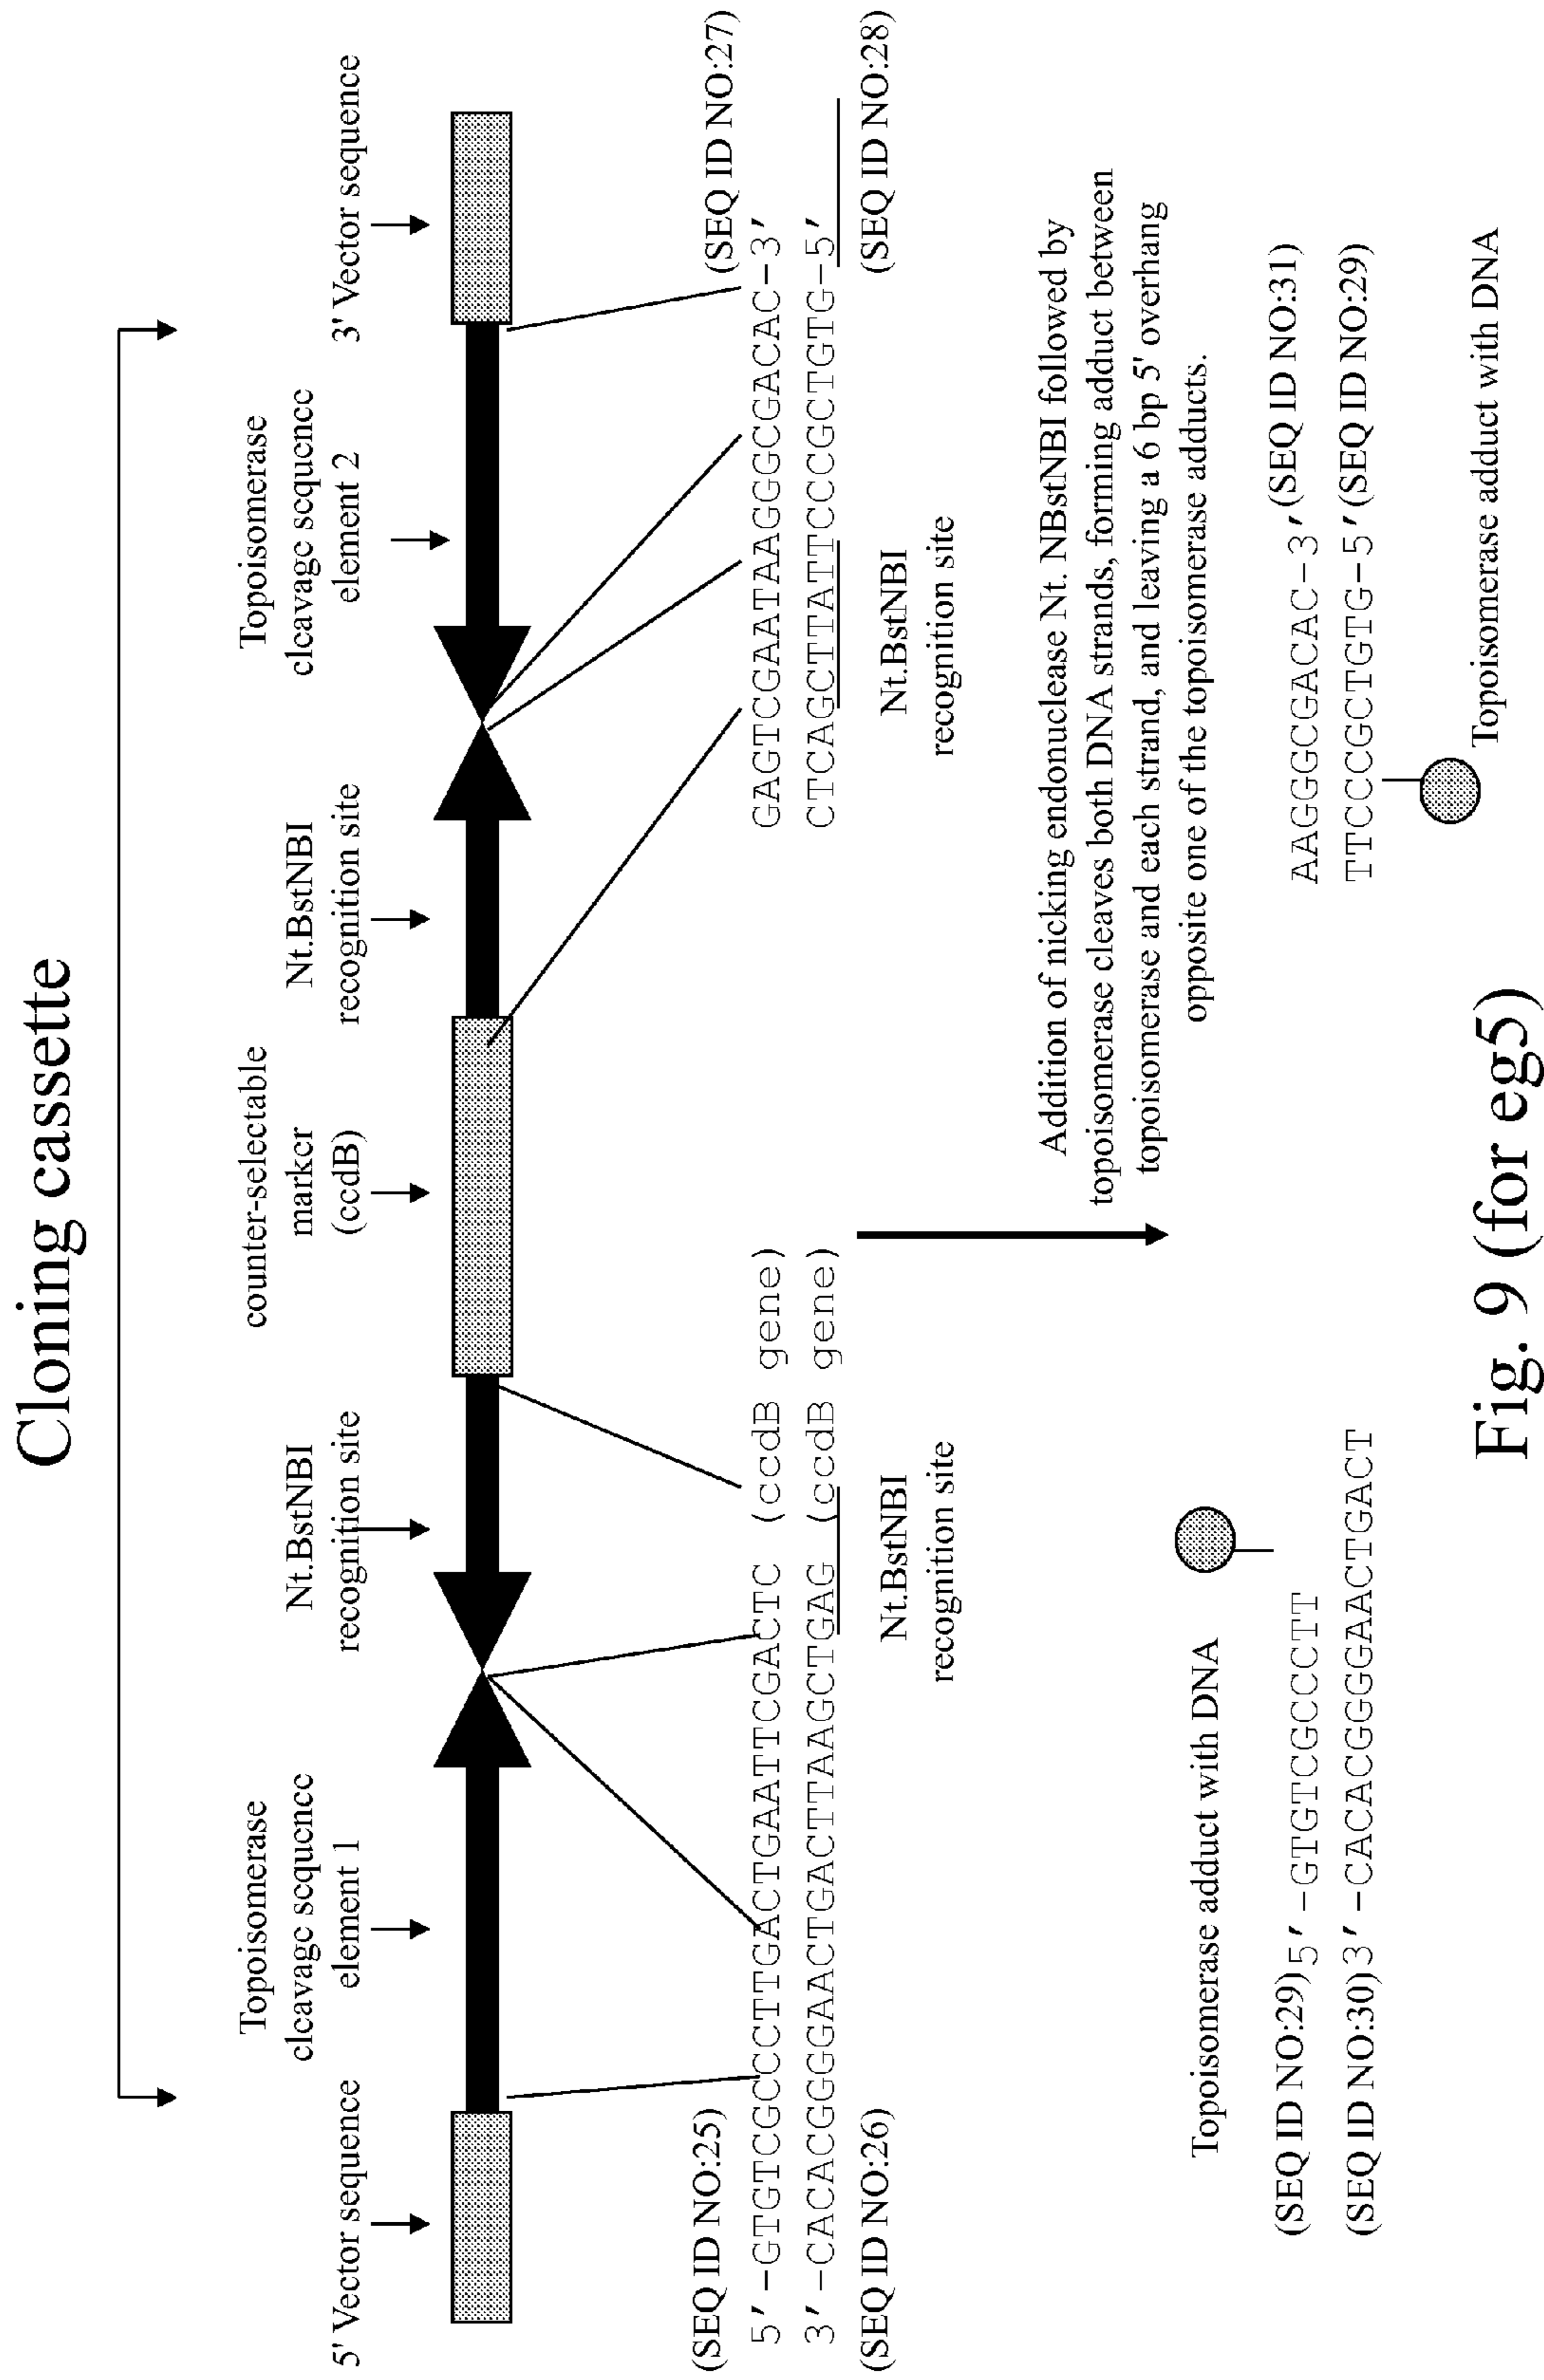 Cloning cassette
5' Vector sequence
Topoisomerase
cleavage sequence
element 1
Nt.BstNBI
recognition site
counter-selectable
marker
(ccdB)
Nt.BstNBI
recognition site
Topoisomerase
cleavage sequence
element 2
3' Vector sequence
(SEQ ID NO:25)
5'-GTGTCGCCCTTGACTGAATTCGACTC (ccdB gene)
3'-CACACGGGGAACTGACTTAAGCTGAG (ccdB gene)
(SEQ ID NO:26)
Nt.BstNBI
recognition site
(SEQ ID NO:27)
GAGTCGAATAAGGGCGACAC-3'
CTCAGCTTATTCCCGCTGTG-5'
(SEQ ID NO:28)
Nt.BstNBI
recognition site
Addition of nicking endonuclease Nt. NBstNBI followed by
topoisomerase cleaves both DNA strands, forming adduct between
topoisomerase and each strand, and leaving a 6 bp 5' overhang
opposite one of the topoisomerase adducts.
Topoisomerase adduct with DNA
(SEQ ID NO:29)5'-GTGTCGCCCTT
(SEQ ID NO:30)3'-CACACGGGGAACTGACT
AAGGGCGACAC-3'(SEQ ID NO:31)
TTCCCGCTGTG-5'(SEQ ID NO:29)
Topoisomerase adduct with DNA
Fig. 9 (for eg5)